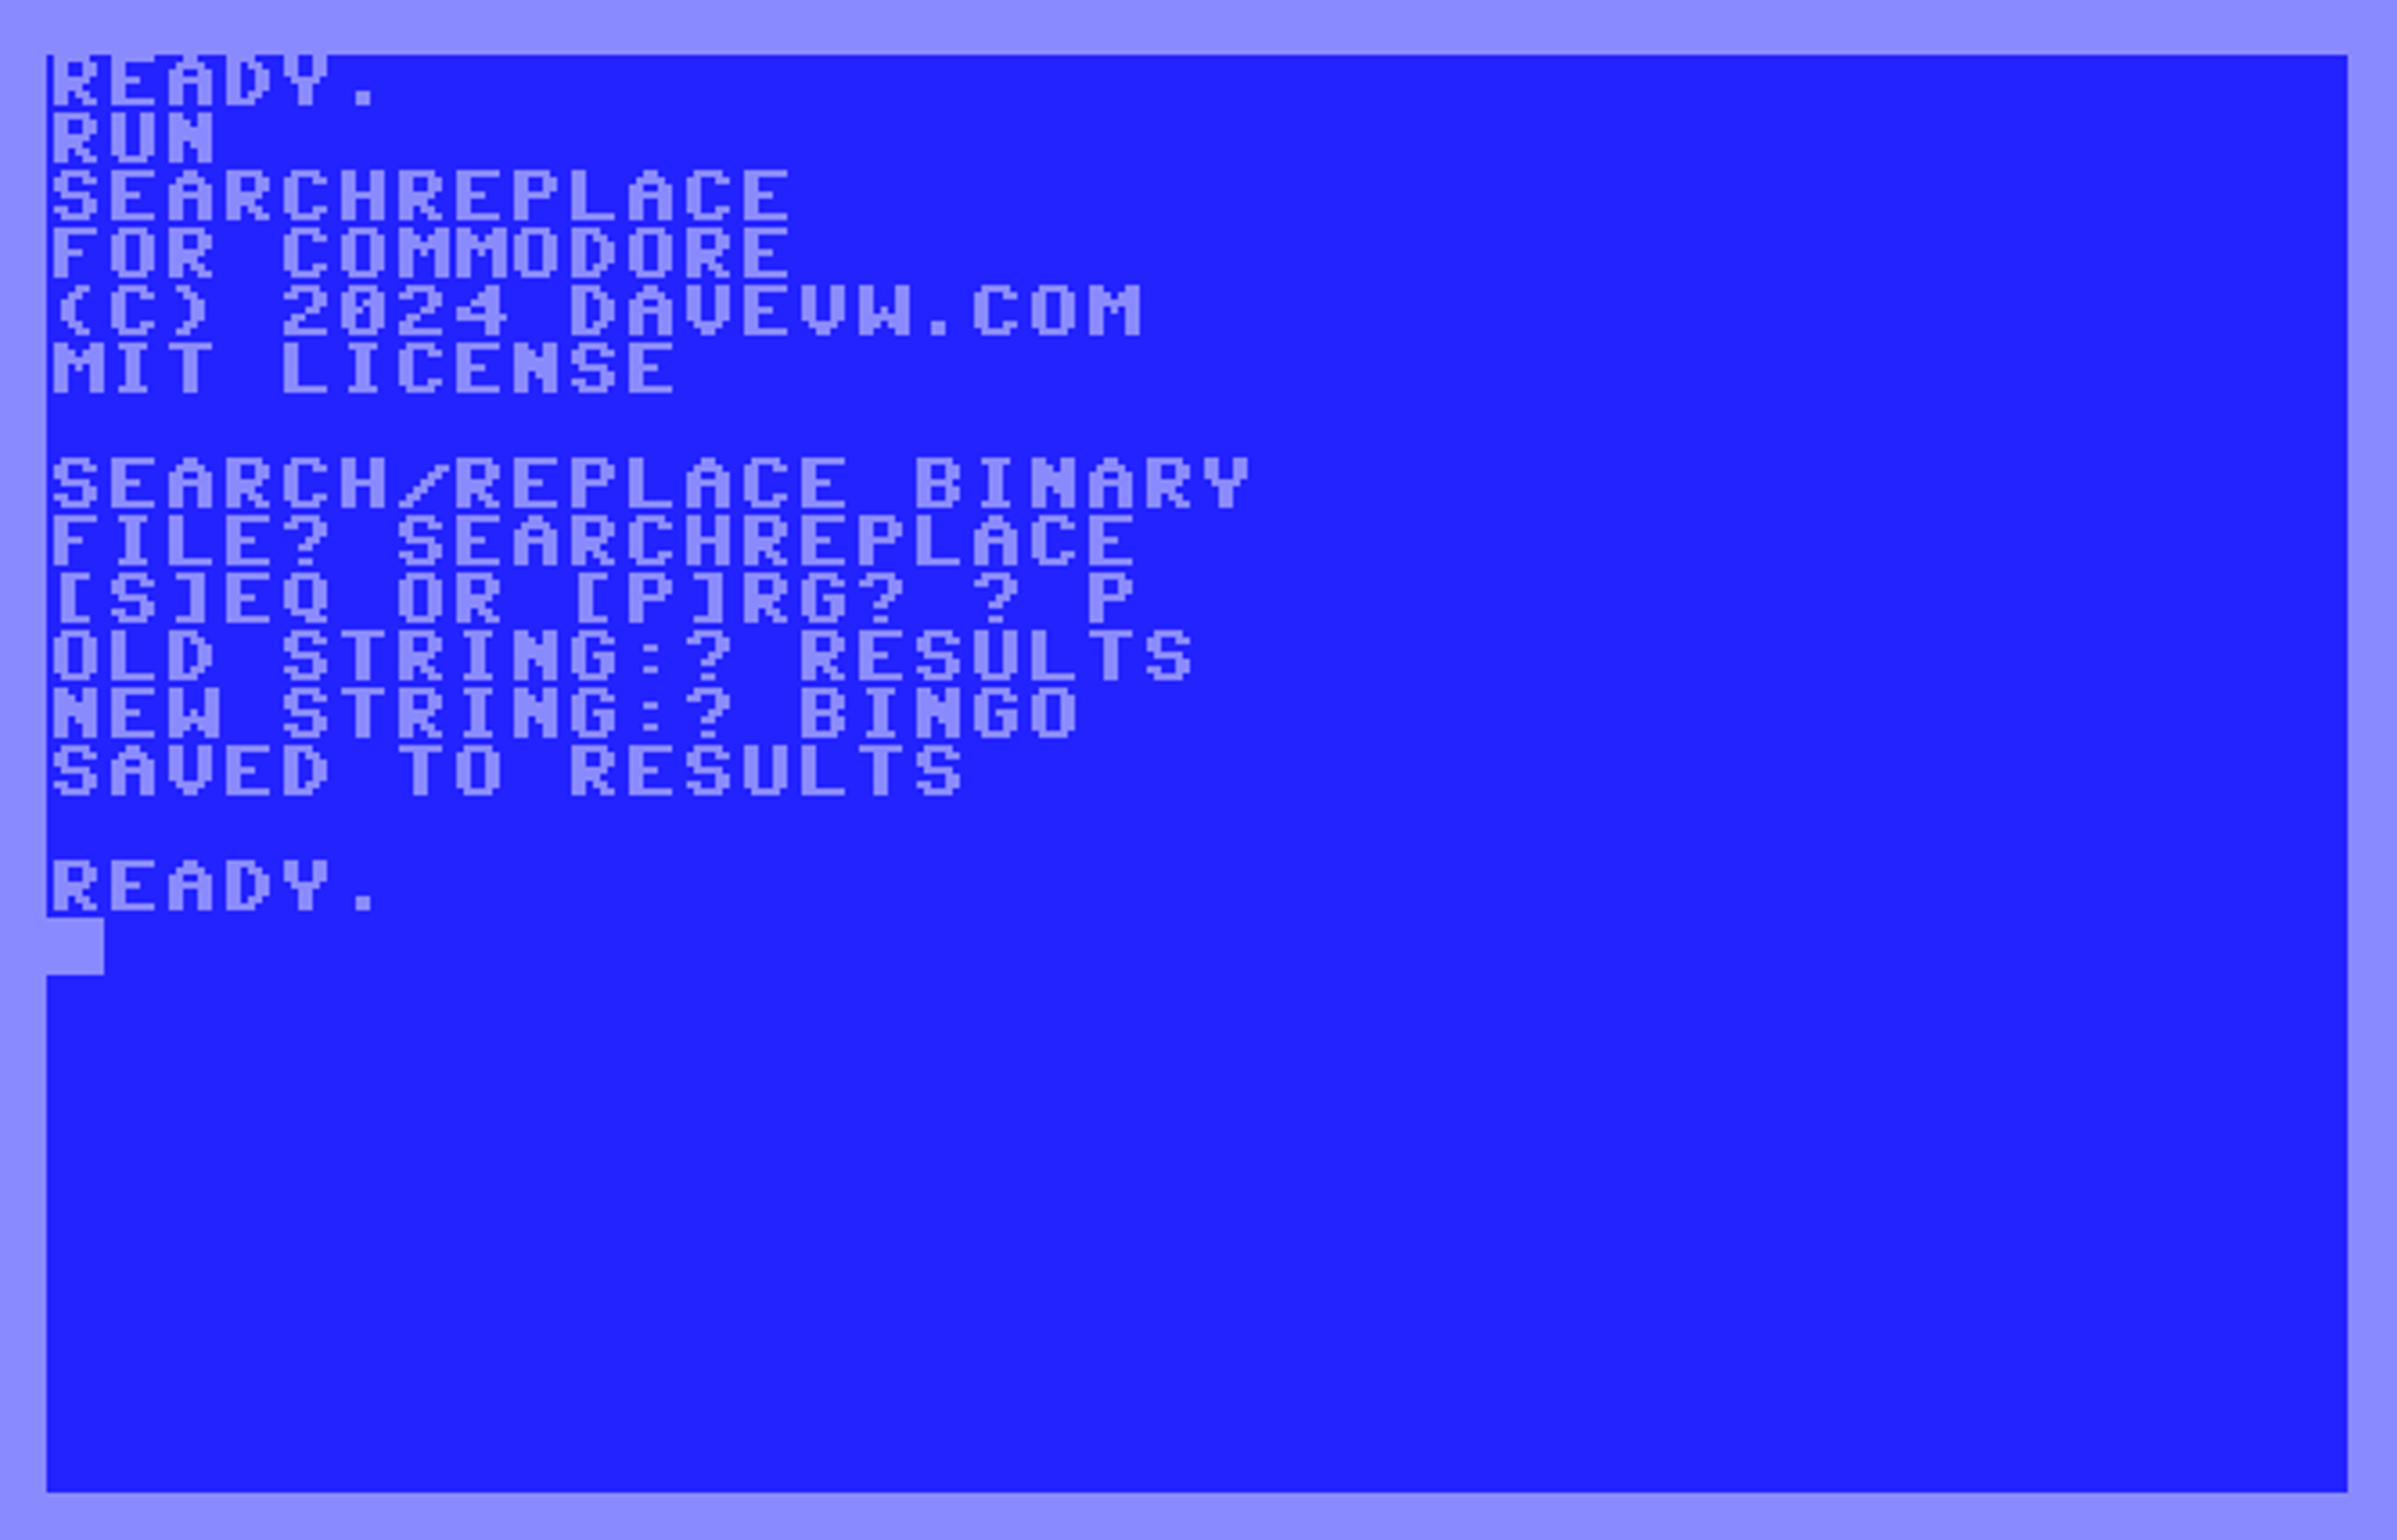 READY.
RUN
SEARCHREPLACE
FOR COMMODORE
(C) 2024 DAVEVW.COM
MIT LICENSE
SEARCH/REPLACE BINARY
FILE? SEARCHREPLACE
[S]EQ OR [P]RG? ? P
OLD STRING:? RESULTS
NEW STRING:? BINGO
SAVED TO RESULTS
READY.